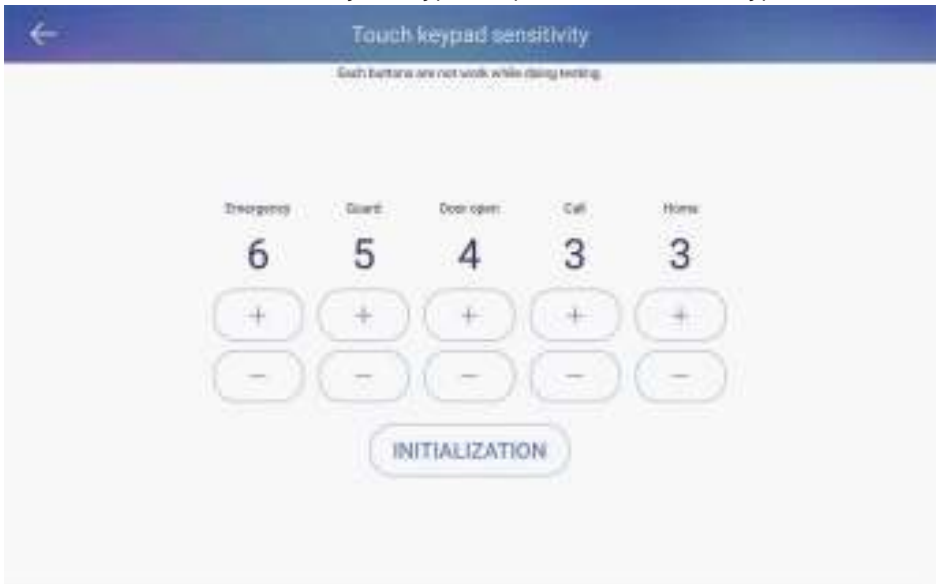 Touch keypad sensitivity
Each buttons are not work while doing testing.
Emergency Guard Door open Call Home
6 5 4 3 3
+ + + + +
- - - - -
INITIALIZATION